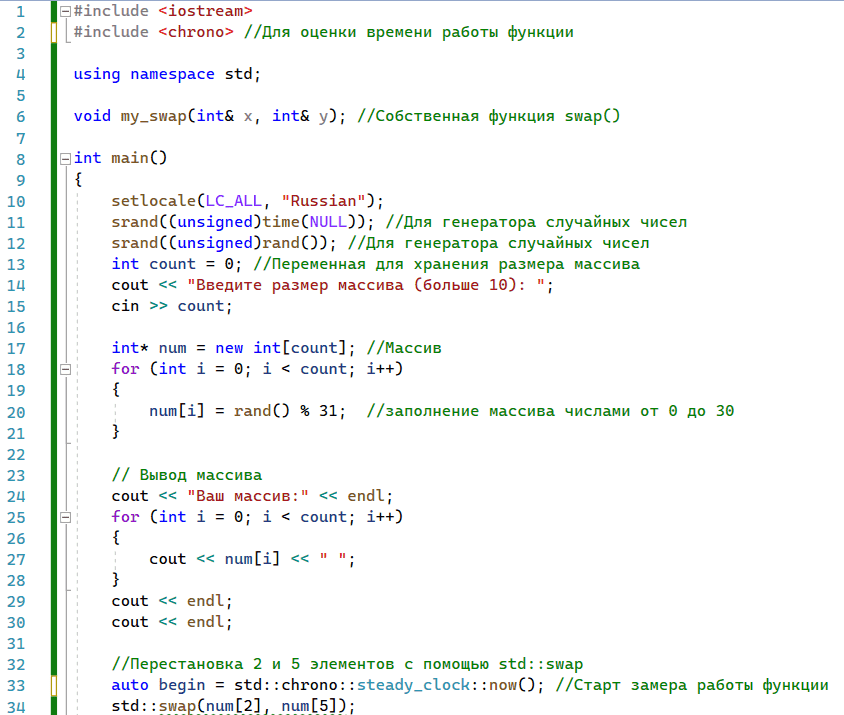 1 #include <iostream>
2 #include <chrono> //Для оценки времени работы функции
3
4 using namespace std;
5
6 void my_swap(int& x, int& y); //Собственная функция swap()
7
8 int main()
9 {
10 setlocale(LC_ALL, "Russian");
11 srand((unsigned)time(NULL)); //Для генератора случайных чисел
12 srand((unsigned)rand()); //Для генератора случайных чисел
13 int count = 0; //Переменная для хранения размера массива
14 cout << "Введите размер массива (больше 10): ";
15 cin >> count;
16
17 int* num = new int[count]; //Массив
18 for (int i = 0; i < count; i++)
19 {
20 num[i] = rand() % 31; //заполнение массива числами от 0 до 30
21 }
22
23 // Вывод массива
24 cout << "Ваш массив:" << endl;
25 for (int i = 0; i < count; i++)
26 {
27 cout << num[i] << " ";
28 }
29 cout << endl;
30 cout << endl;
31
32 //Перестановка 2 и 5 элементов с помощью std::swap
33 auto begin = std::chrono::steady_clock::now(); //Старт замера работы функции
34 std::swap(num[2], num[5]);